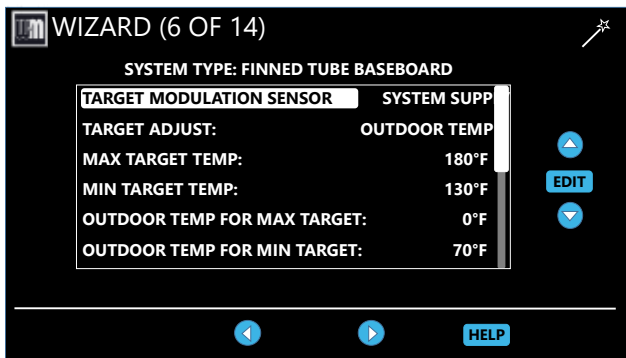 WIZARD (6 OF 14)
SYSTEM TYPE: FINNED TUBE BASEBOARD
TARGET MODULATION SENSOR SYSTEM SUPP
TARGET ADJUST: OUTDOOR TEMP
MAX TARGET TEMP: 180°F
MIN TARGET TEMP: 130°F
OUTDOOR TEMP FOR MAX TARGET: 0°F
OUTDOOR TEMP FOR MIN TARGET: 70°F
EDIT
HELP